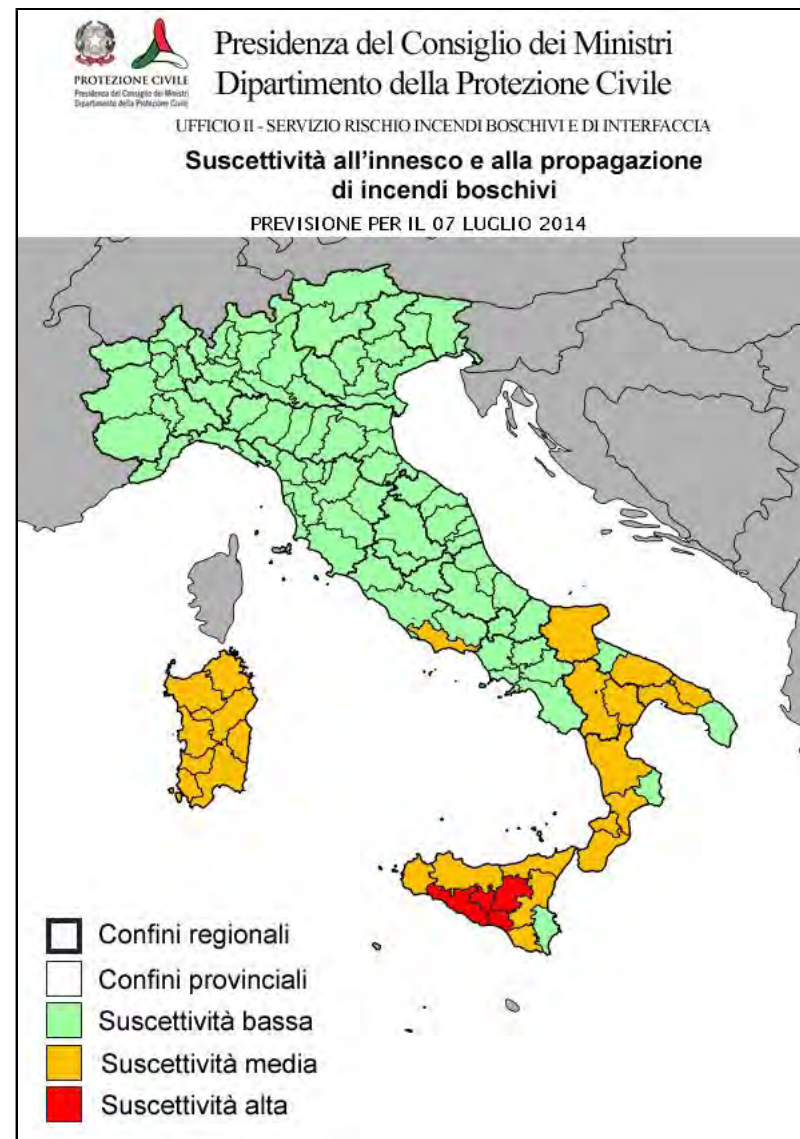 Presidenza del Consiglio dei Ministri
Dipartimento della Protezione Civile
PROTEZIONE CIVILE
Presidenza del Consiglio dei Ministri
Dipartimento della Protezione Civile
UFFICIO II - SERVIZIO RISCHIO INCENDI BOSCHIVI E DI INTERFACCIA
Suscettività all'innesco e alla propagazione
di incendi boschivi
PREVISIONE PER IL 07 LUGLIO 2014
Confini regionali
Confini provinciali
Suscettività bassa
Suscettività media
Suscettività alta